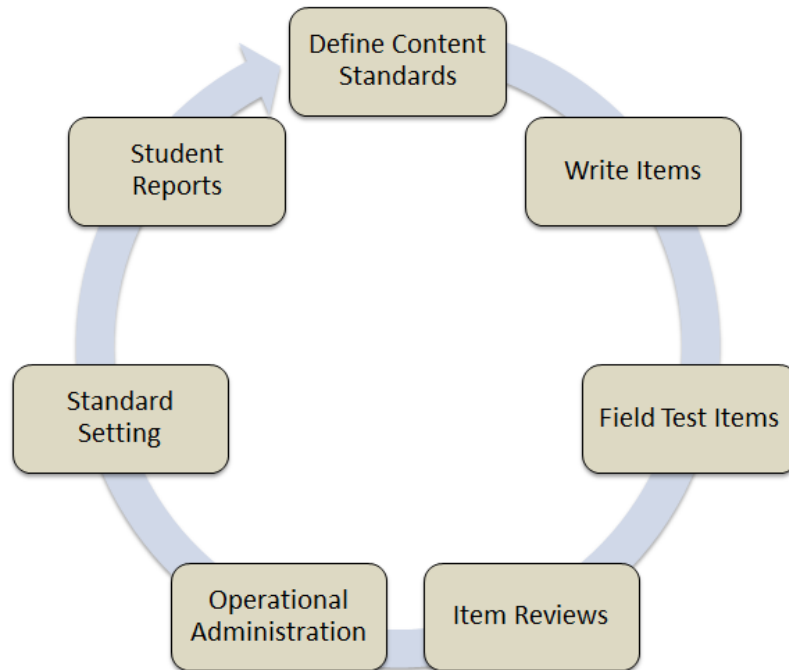 Define Content
Standards
Write Items
Field Test Items
Item Reviews
Operational
Administration
Standard
Setting
Student
Reports